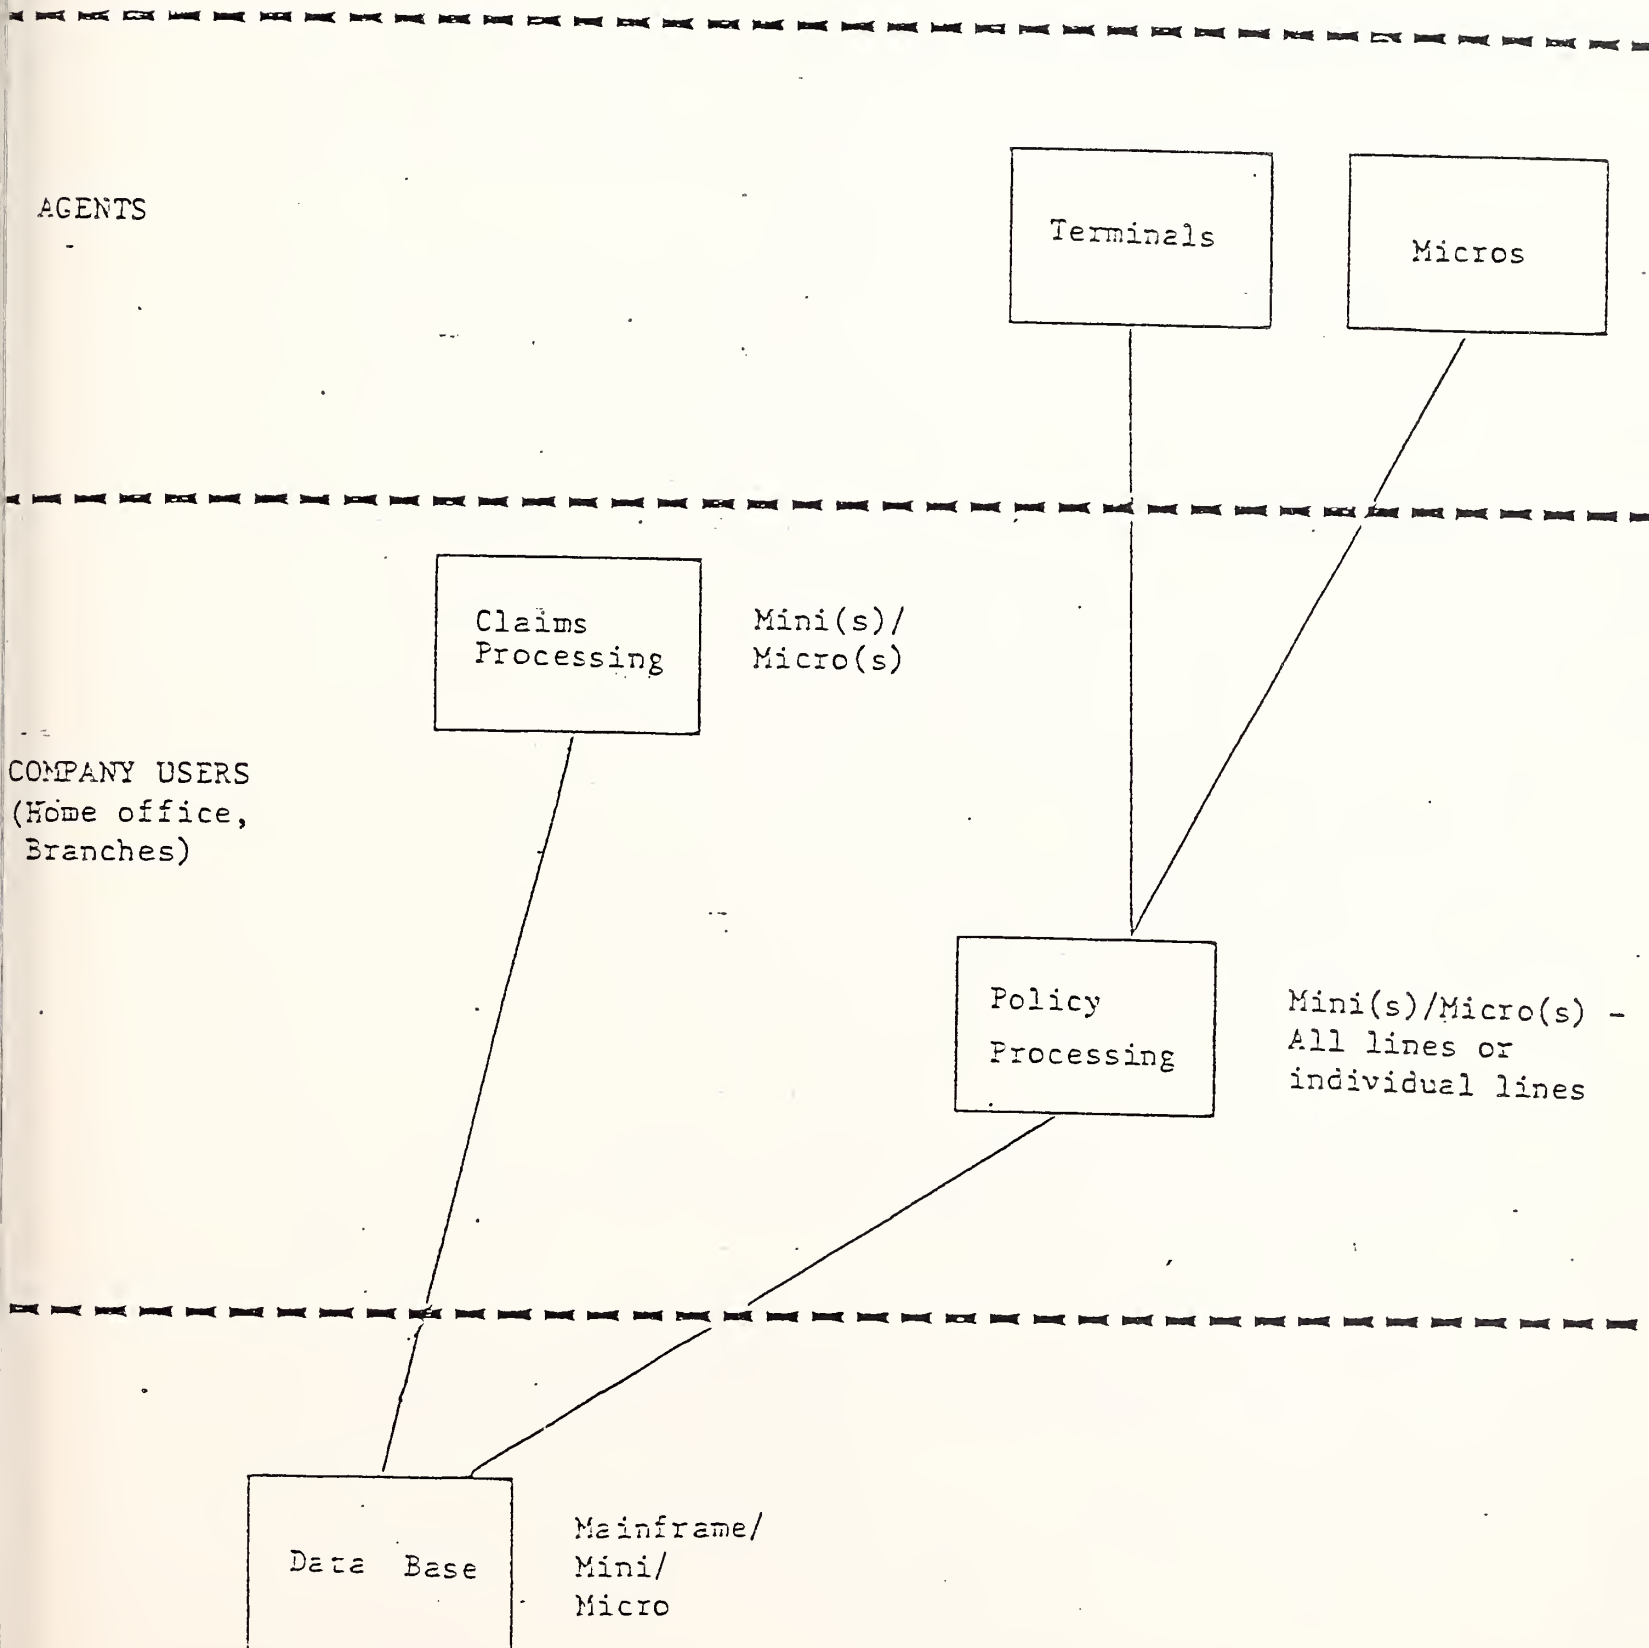 AGENTS
Terminals
Micros
Claims
Processing
Mini(s)/
Micro(s)
COMPANY USERS
(Home office,
Branches)
Policy
Processing
Mini(s)/Micro(s) -
All lines or
individual lines
Data Base
Mainframe/
Mini/
Micro